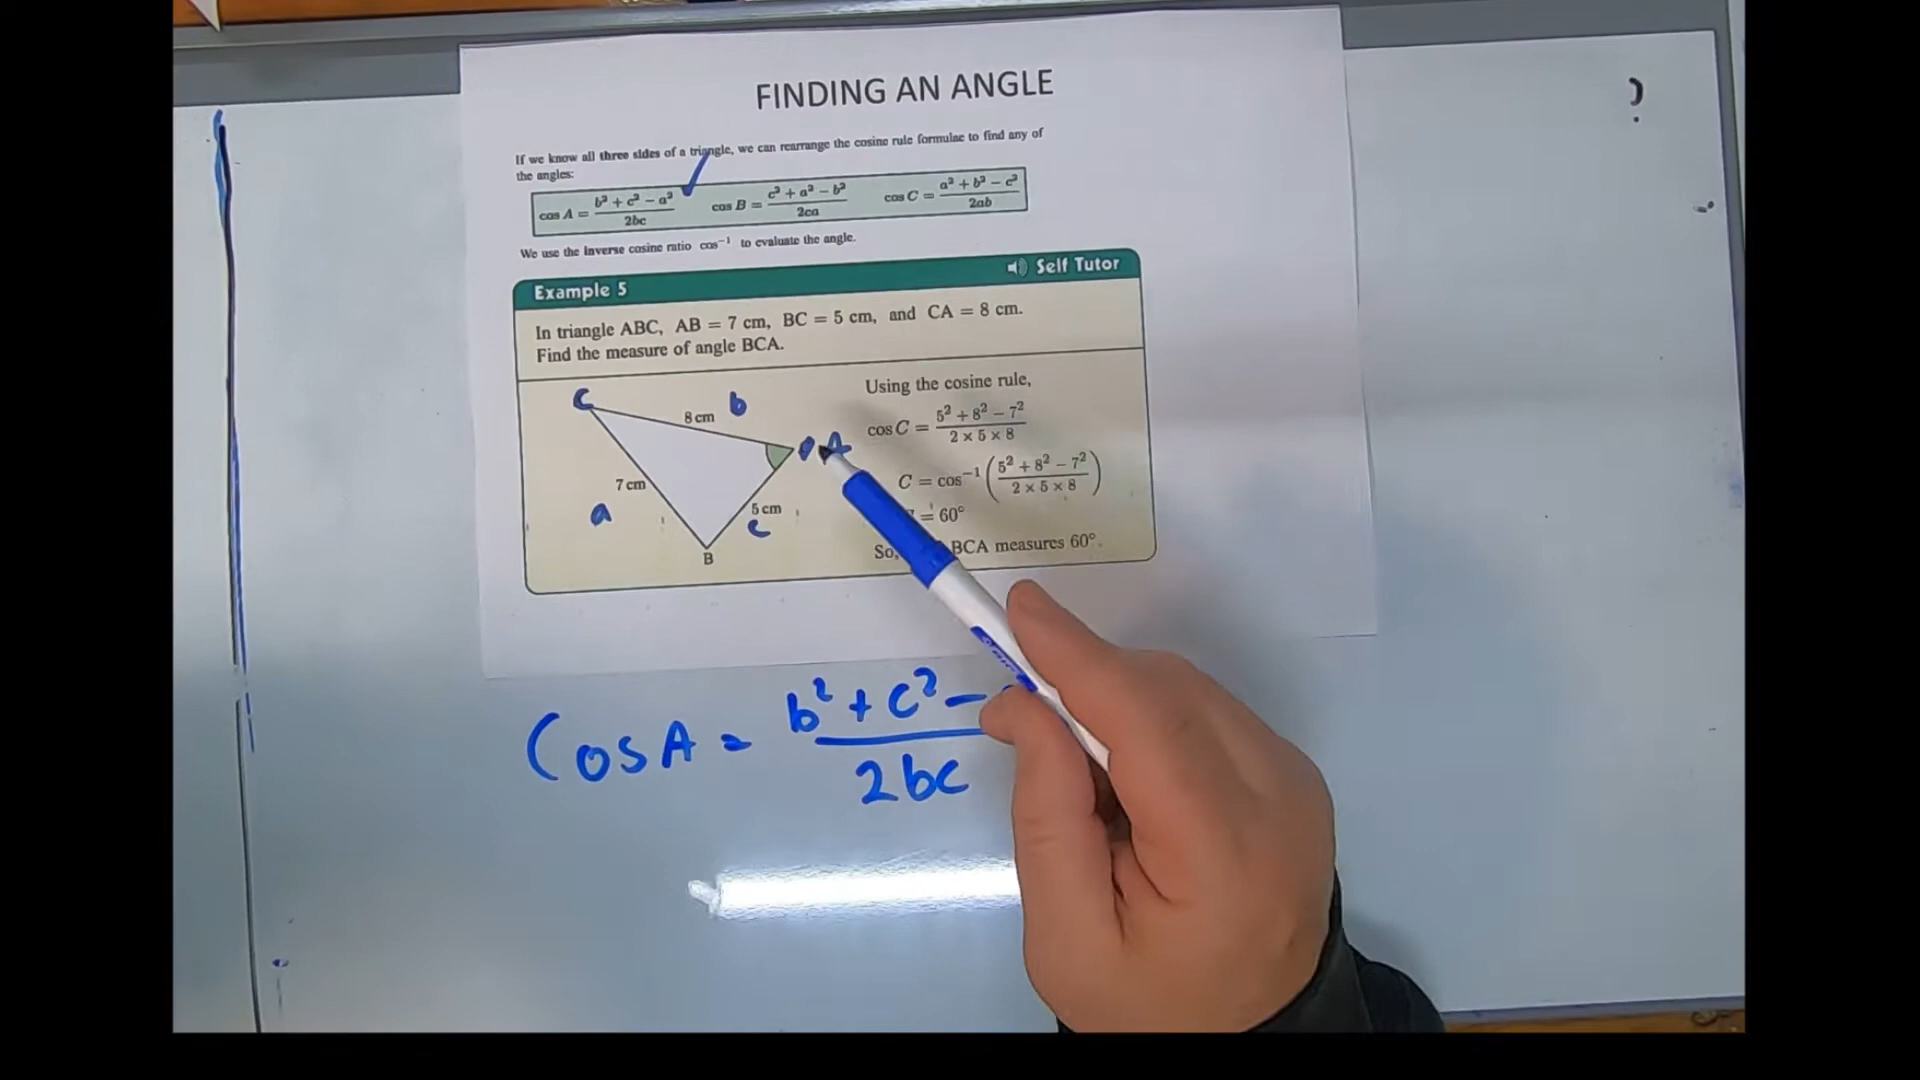 FINDING AN ANGLE
If we know all three sides of a triangle, we can rearrange the cosine rule formulae to find any of
the angles:
cos A = (b² + c² − a²)/2bc cos B = (c² + a² − b²)/2ca cos C = (a² + b² − c²)/2ab
We use the inverse cosine ratio cos⁻¹ to evaluate the angle.
Example 5 Self Tutor
In triangle ABC, AB = 7 cm, BC = 5 cm, and CA = 8 cm.
Find the measure of angle BCA.
C
8 cm
b
A
7 cm
a
5 cm
c
B
Using the cosine rule,
cos C = (5² + 8² − 7²)/(2 × 5 × 8)
C = cos⁻¹((5² + 8² − 7²)/(2 × 5 × 8))
= 60°
So, BCA measures 60°.
Cos A = (b² + c² −
2bc